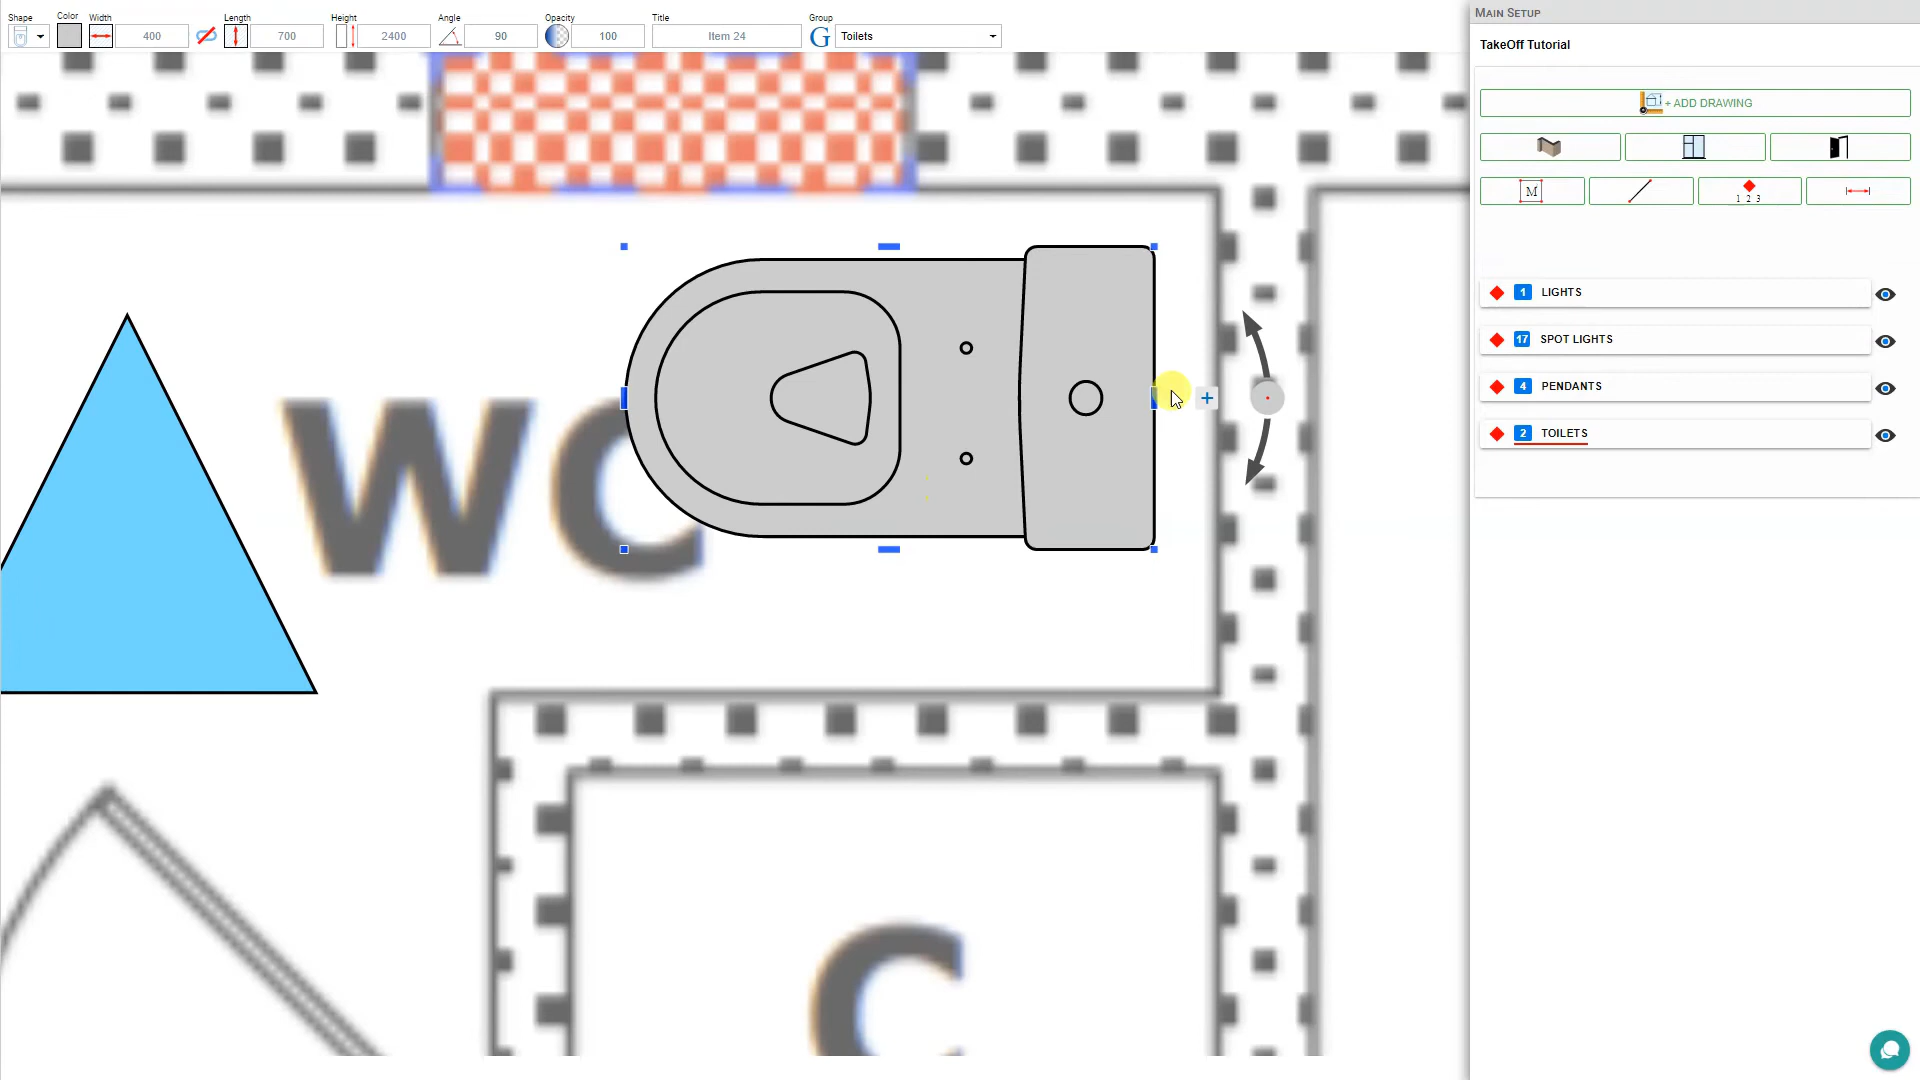 Shape Color Width Length Height Angle Opacity Title Group
400 700 2400 90 100 Item 24 G Toilets
MAIN SETUP
TakeOff Tutorial
+ ADD DRAWING
M
1 2 3
1 LIGHTS
17 SPOT LIGHTS
4 PENDANTS
2 TOILETS
WC
C